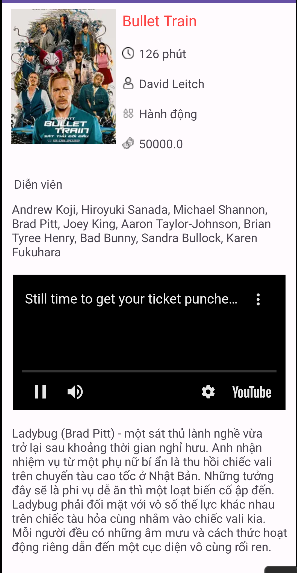 Bullet Train
126 phút
David Leitch
Hành động
50000.0
BULLET
TRAIN
Diễn viên
Andrew Koji, Hiroyuki Sanada, Michael Shannon,
Brad Pitt, Joey King, Aaron Taylor-Johnson, Brian
Tyree Henry, Bad Bunny, Sandra Bullock, Karen
Fukuhara
Still time to get your ticket punche...
YouTube
Ladybug (Brad Pitt) - một sát thủ lành nghề vừa
trở lại sau khoảng thời gian nghỉ hưu. Anh nhận
nhiệm vụ từ một phụ nữ bí ẩn là thu hồi chiếc vali
trên chuyến tàu cao tốc ở Nhật Bản. Những tưởng
đây sẽ là phi vụ dễ ăn thì một loạt biến cố ập đến.
Ladybug phải đối mặt với vô số thế lực khác nhau
trên chiếc tàu hỏa cùng nhắm vào chiếc vali kia.
Mỗi người đều có những âm mưu và cách thức hoạt
động riêng dẫn đến một cục diện vô cùng rối ren.